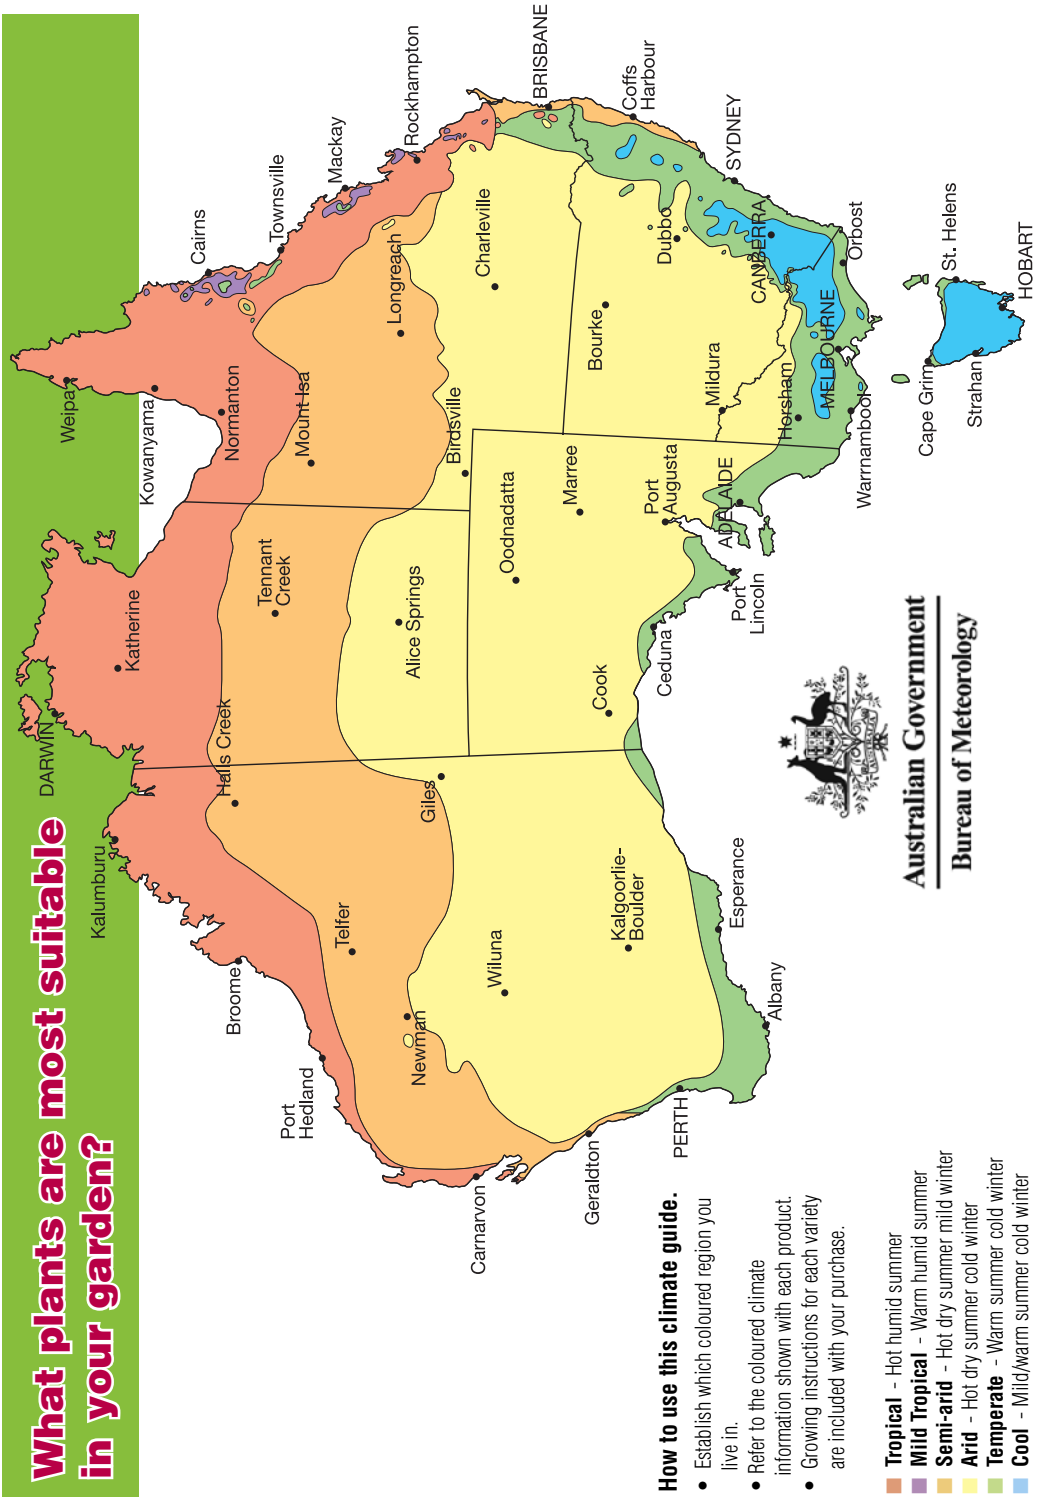 What plants are most suitable
in your garden?
DARWIN
Katherine
Kalumburu
Broome
Port
Hedland
Halls Creek
Telfer
Newman
Carnarvon
Geraldton
Wiluna
Giles
Kalgoorlie-
Boulder
PERTH
Albany
Esperance
Weipa
Kowanyama
Normanton
Mount Isa
Tennant
Creek
Alice Springs
Cairns
Townsville
Mackay
Rockhampton
Longreach
Charleville
Birdsville
BRISBANE
Coffs
Harbour
SYDNEY
Oodnadatta
Marree
Cook
Ceduna
Port
Augusta
Port
Lincoln
ADELAIDE
Bourke
Dubbo
Mildura
CANBERRA
Horsham
MELBOURNE
Warrnambool
Orbost
Cape Grim
Strahan
St. Helens
HOBART
How to use this climate guide.
• Establish which coloured region you
live in.
• Refer to the coloured climate
information shown with each product.
• Growing instructions for each variety
are included with your purchase.
Tropical - Hot humid summer
Mild Tropical - Warm humid summer
Semi-arid - Hot dry summer mild winter
Arid - Hot dry summer cold winter
Temperate - Warm summer cold winter
Cool - Mild/warm summer cold winter
AUSTRALIA
Australian Government
Bureau of Meteorology